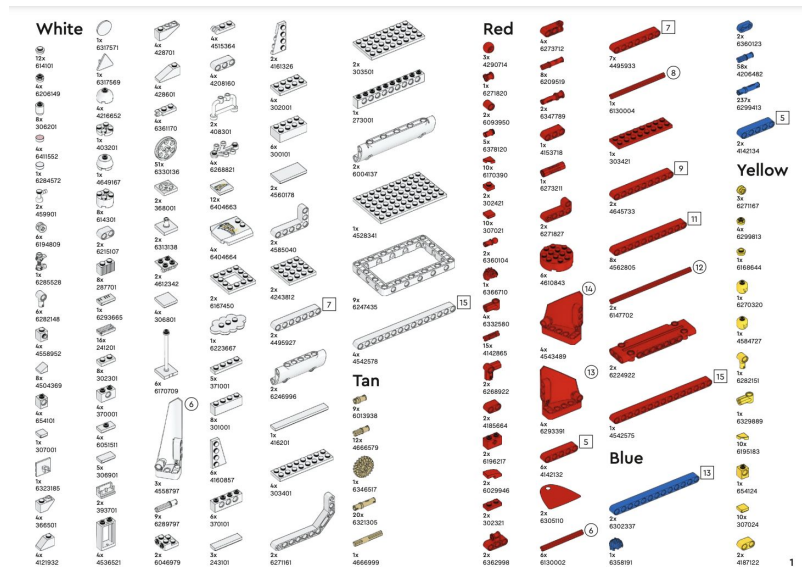 White
12x
614101
4x
6206149
8x
306201
4x
6411552
1x
6284572
2x
459901
6x
6194809
1x
6285528
6x
6282148
4x
4558952
8x
4504369
4x
654101
1x
307001
1x
6323185
4x
366501
4x
4121932
1x
6317571
1x
6317569
4x
4216652
1x
403201
1x
4649167
8x
614301
2x
6215107
8x
287701
1x
6293665
16x
241201
8x
302301
4x
370001
4x
6051511
5x
306901
2x
393701
4x
4536521
4x
428701
4x
428601
4x
6361170
51x
6330136
2x
368001
2x
6313138
2x
4612342
4x
306801
6x
6170709
6
3x
4558797
9x
6289797
2x
6046979
4x
4515364
4x
4208160
2x
408301
4x
6268821
12x
6404663
4x
6404664
2x
6167450
1x
6223667
5x
371001
8x
301001
6x
4160857
6x
370101
3x
243101
2x
4161326
4x
302001
6x
300101
2x
4560178
2x
4585040
4x
4243812
7
2x
4495927
2x
6246996
1x
416201
4x
303401
2x
6271161
2x
303501
1x
273001
2x
6004137
1x
4528341
9x
6247435
15
4x
4542578
Tan
9x
6013938
12x
4666579
1x
6346517
20x
6321305
1x
4666999
Red
3x
4290714
1x
6271820
2x
6093950
5x
6378120
10x
6170390
2x
302421
10x
307021
2x
6360104
1x
6366710
4x
6332580
15x
4142865
2x
6268922
2x
4185664
2x
6196217
2x
6029946
2x
302321
2x
6362998
4x
6273712
8x
6209519
2x
6347789
1x
4153718
1x
6273211
2x
6271827
6x
4610843
14
4x
4543489
13
4x
6293391
5
6x
4142132
2x
6305110
6
6x
6130002
7
7x
4495933
8
1x
6130004
1x
303421
9
2x
4645733
11
8x
4562805
12
2x
6147702
2x
6224922
15
1x
4542575
Blue
13
2x
6302337
1x
6358191
2x
6360123
58x
4206482
237x
6299413
5
2x
4142134
Yellow
3x
6271167
4x
6299813
1x
6168644
1x
6270320
1x
4584727
1x
6282151
1x
6329889
10x
6195183
1x
654124
10x
307024
2x
4187122
1